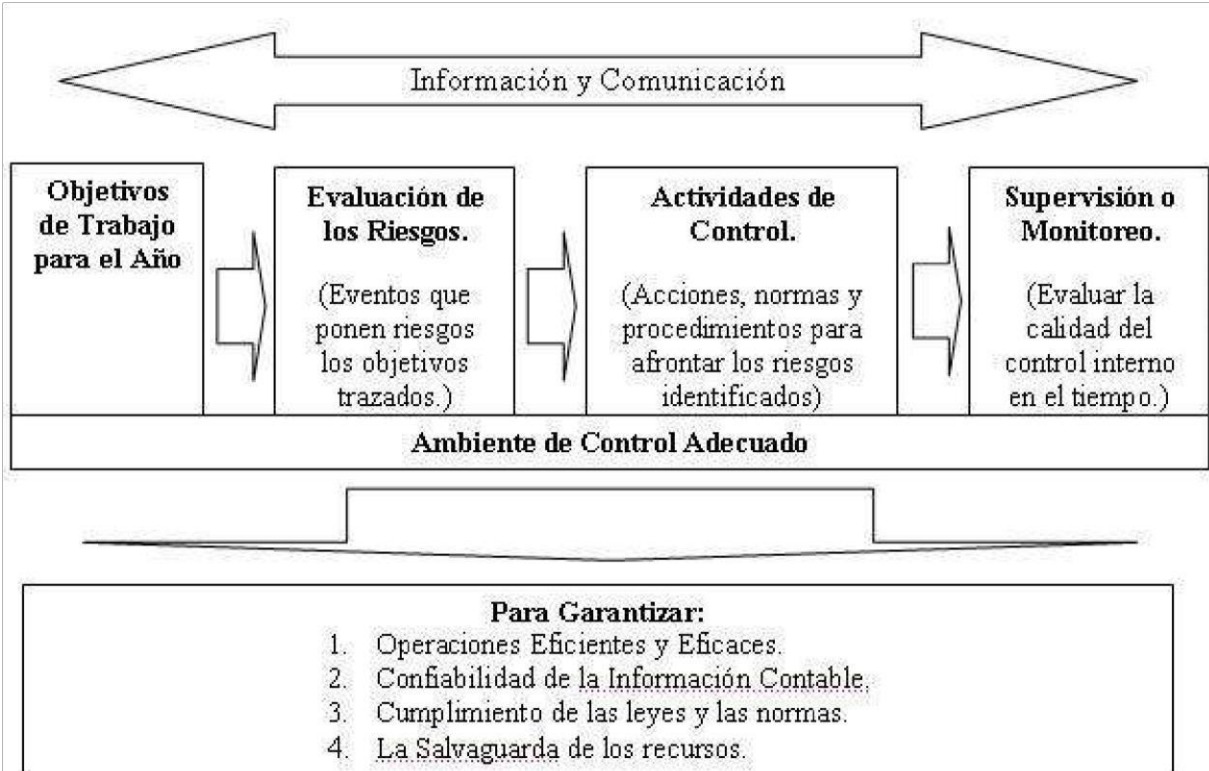 Información y Comunicación
Objetivos
de Trabajo
para el Año
Evaluación de
los Riesgos.
(Eventos que
ponen riesgos
los objetivos
trazados.)
Actividades de
Control.
(Acciones, normas y
procedimientos para
afrontar los riesgos
identificados)
Supervisión o
Monitoreo.
(Evaluar la
calidad del
control interno
en el tiempo.)
Ambiente de Control Adecuado
Para Garantizar:
1. Operaciones Eficientes y Eficaces.
2. Confiabilidad de la Información Contable,
3. Cumplimiento de las leyes y las normas.
4. La Salvaguarda de los recursos.